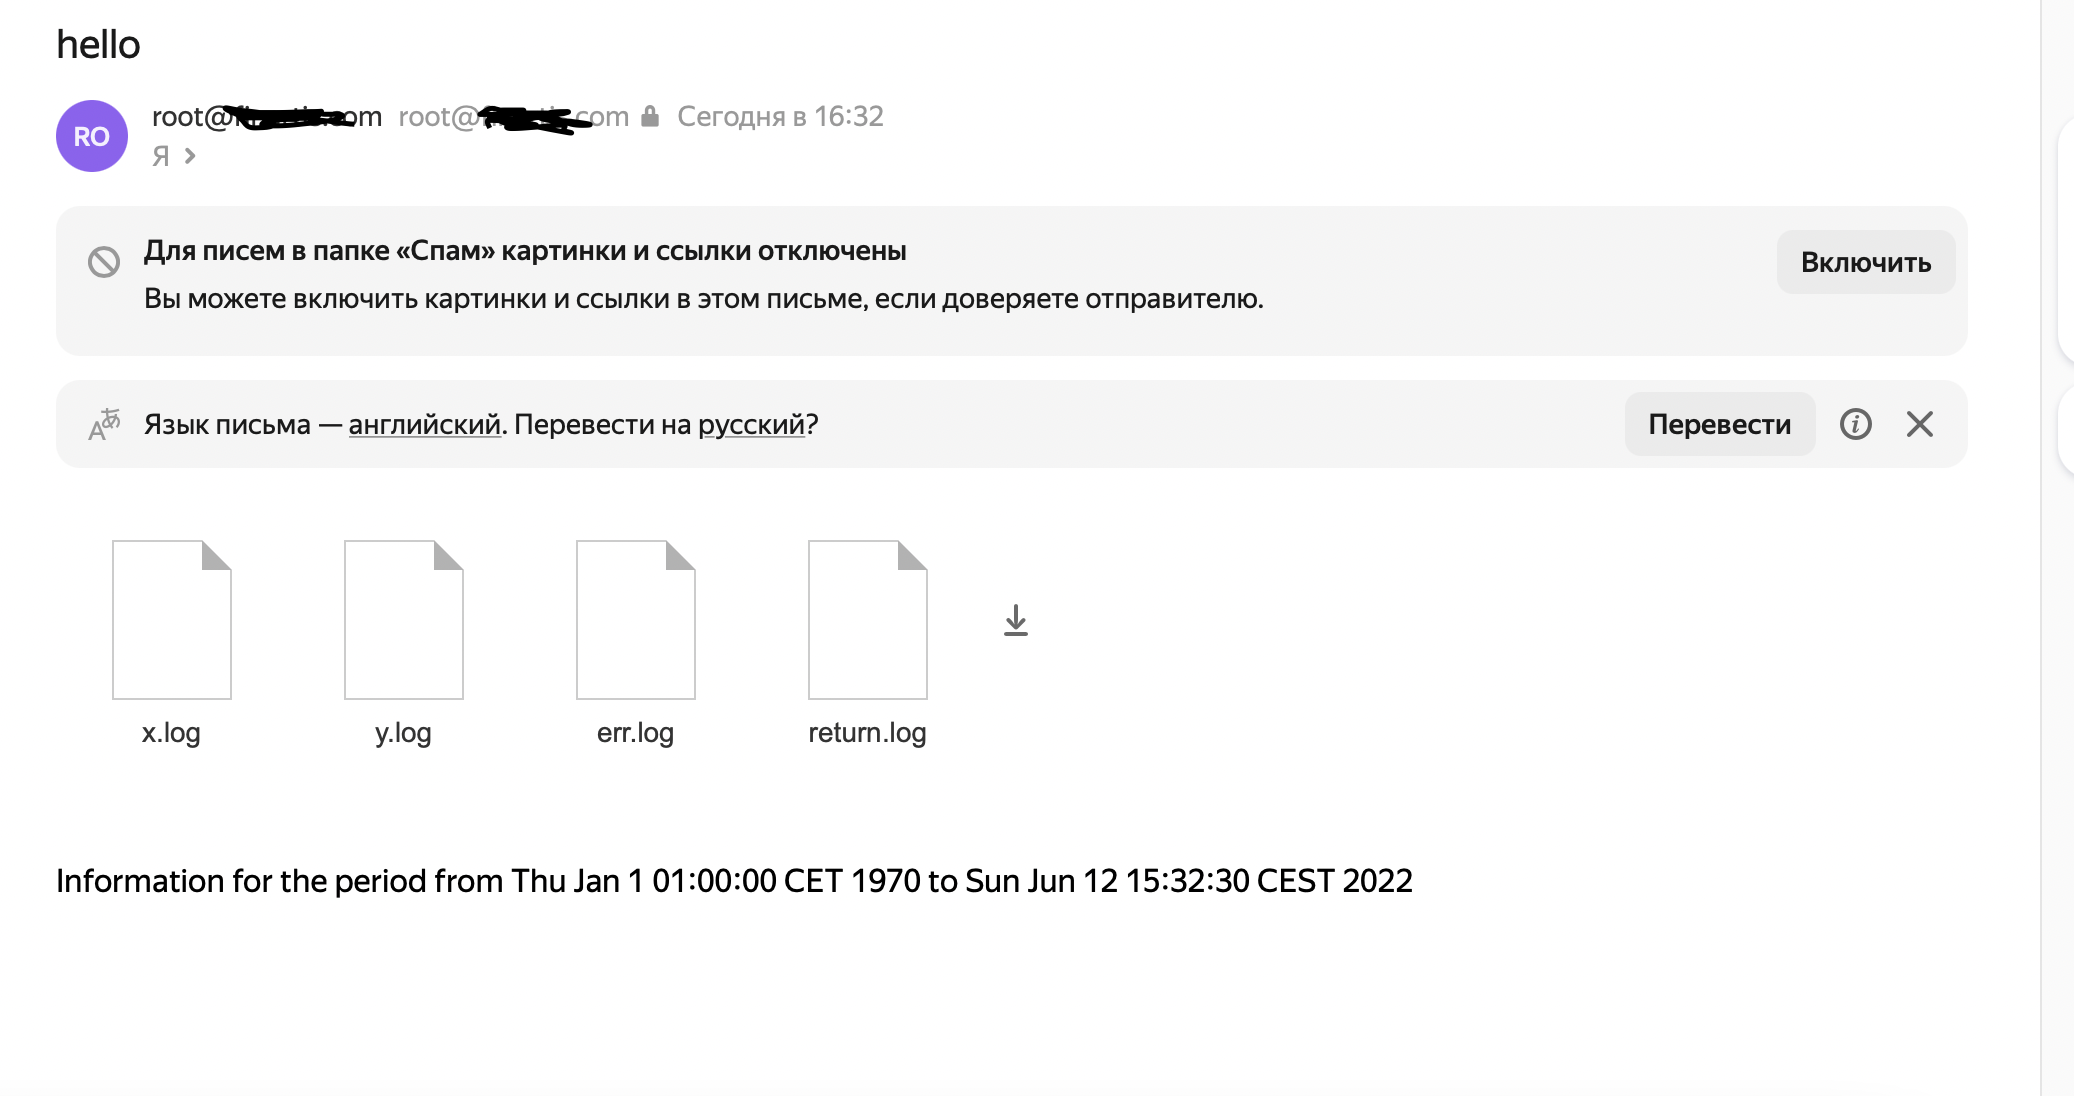 hello
RO
root@ com root@ com Сегодня в 16:32
Я
Для писем в папке «Спам» картинки и ссылки отключены
Включить
Вы можете включить картинки и ссылки в этом письме, если доверяете отправителю.
Язык письма — английский. Перевести на русский?
Перевести
x.log
y.log
err.log
return.log
Information for the period from Thu Jan 1 01:00:00 CET 1970 to Sun Jun 12 15:32:30 CEST 2022